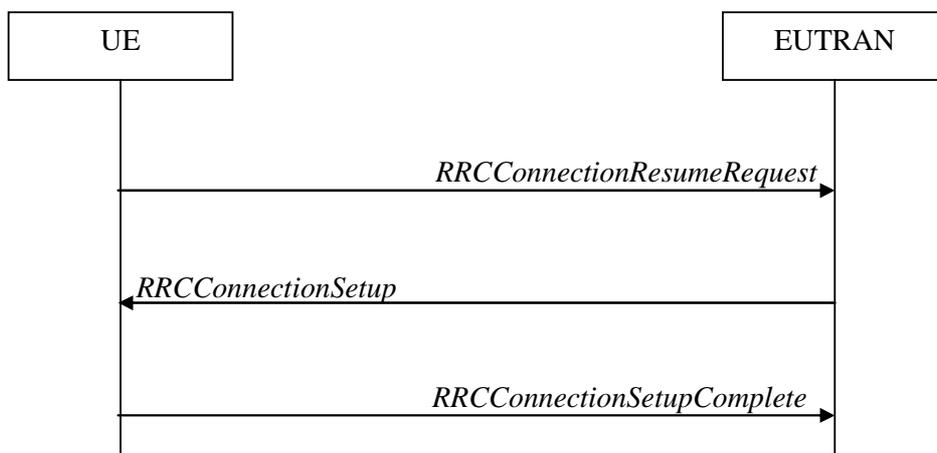 UE
EUTRAN
RRCConnectionResumeRequest
RRCConnectionSetup
RRCConnectionSetupComplete